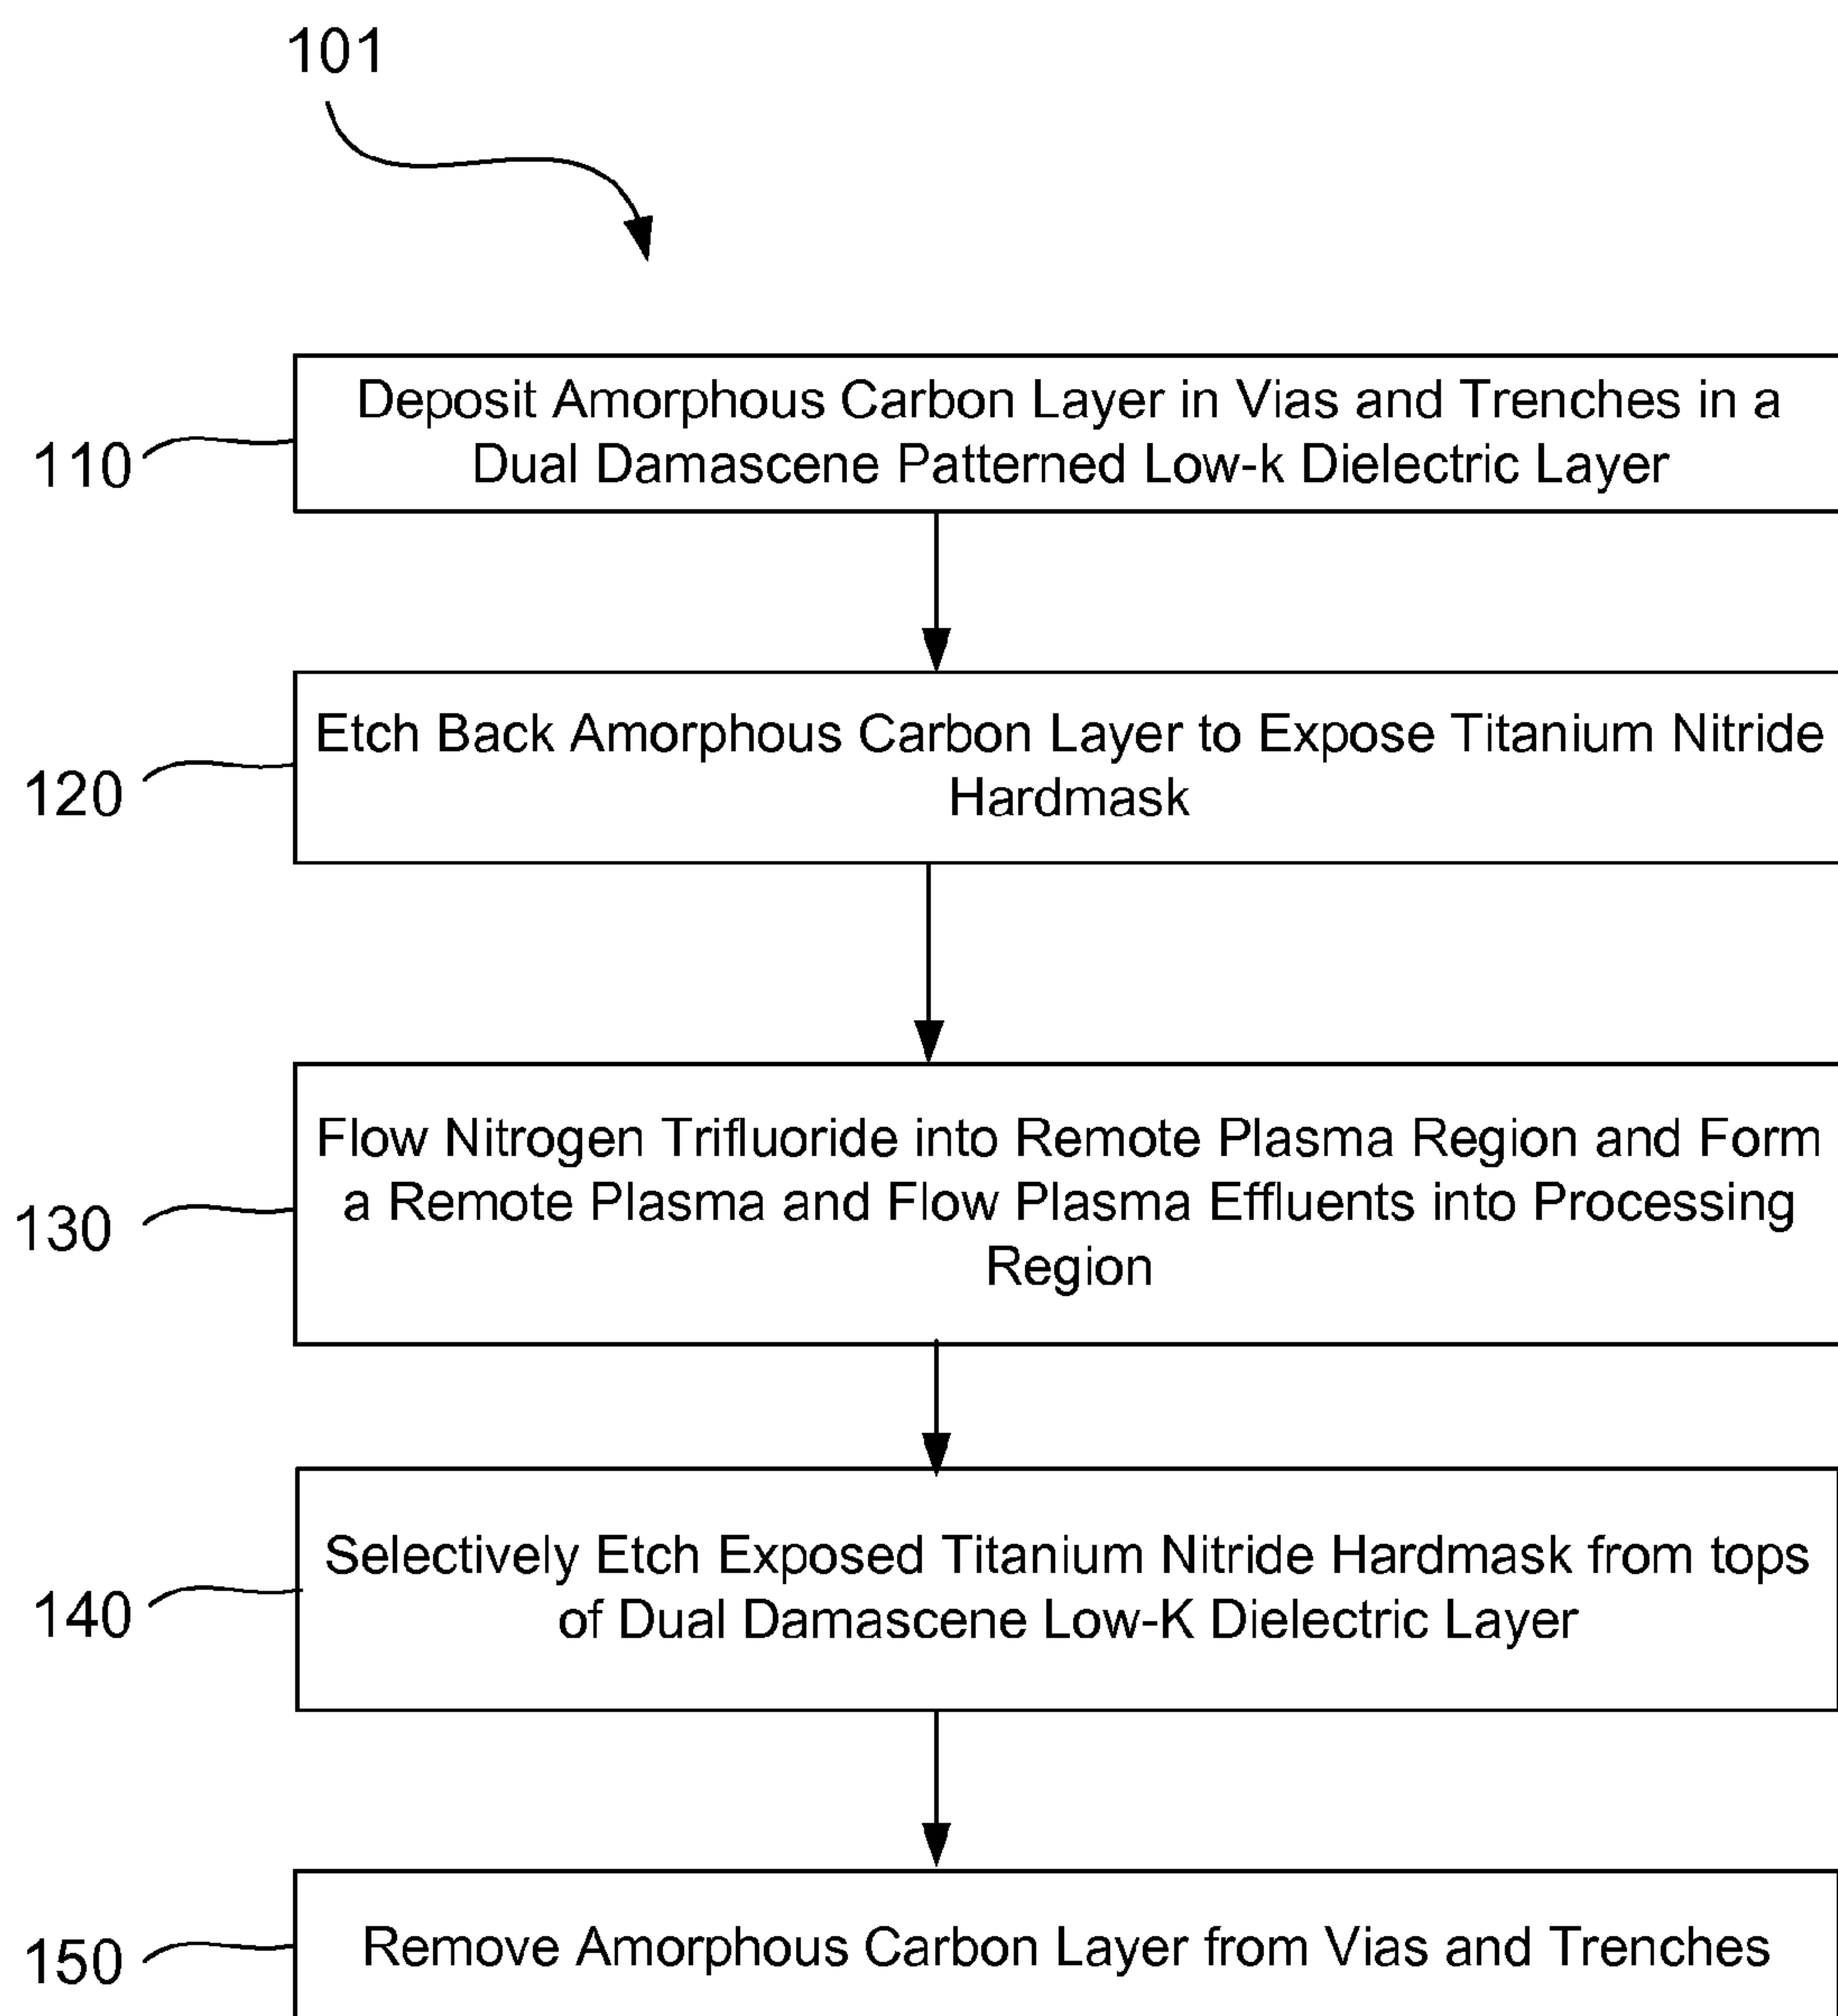 101
110
Deposit Amorphous Carbon Layer in Vias and Trenches in a
Dual Damascene Patterned Low-k Dielectric Layer
120
Etch Back Amorphous Carbon Layer to Expose Titanium Nitride
Hardmask
130
Flow Nitrogen Trifluoride into Remote Plasma Region and Form
a Remote Plasma and Flow Plasma Effluents into Processing
Region
140
Selectively Etch Exposed Titanium Nitride Hardmask from tops
of Dual Damascene Low-K Dielectric Layer
150
Remove Amorphous Carbon Layer from Vias and Trenches